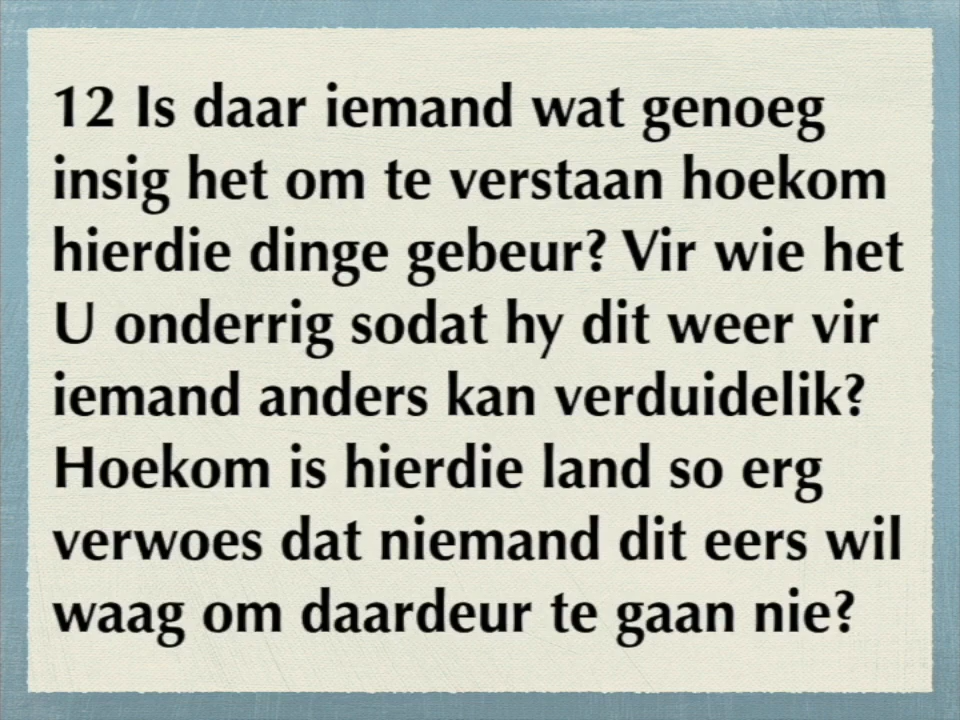 12 Is daar iemand wat genoeg
insig het om te verstaan hoekom
hierdie dinge gebeur? Vir wie het
U onderrig sodat hy dit weer vir
iemand anders kan verduidelik?
Hoekom is hierdie land so erg
verwoes dat niemand dit eers wil
waag om daardeur te gaan nie?